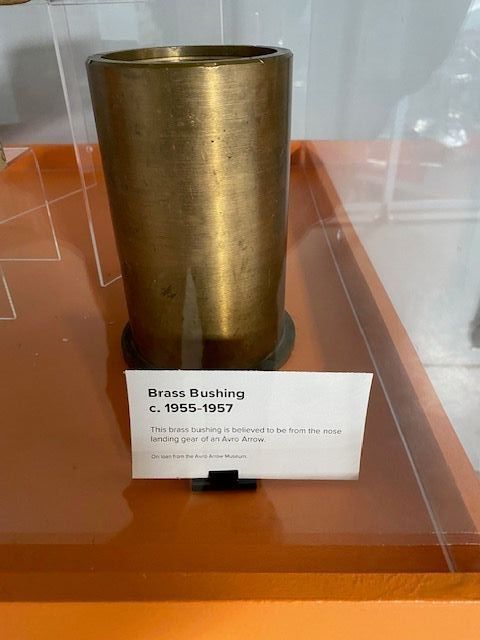 Brass Bushing
c. 1955-1957
This brass bushing is believed to be from the nose
landing gear of an Avro Arrow.
On loan from the Avro Arrow Museum.